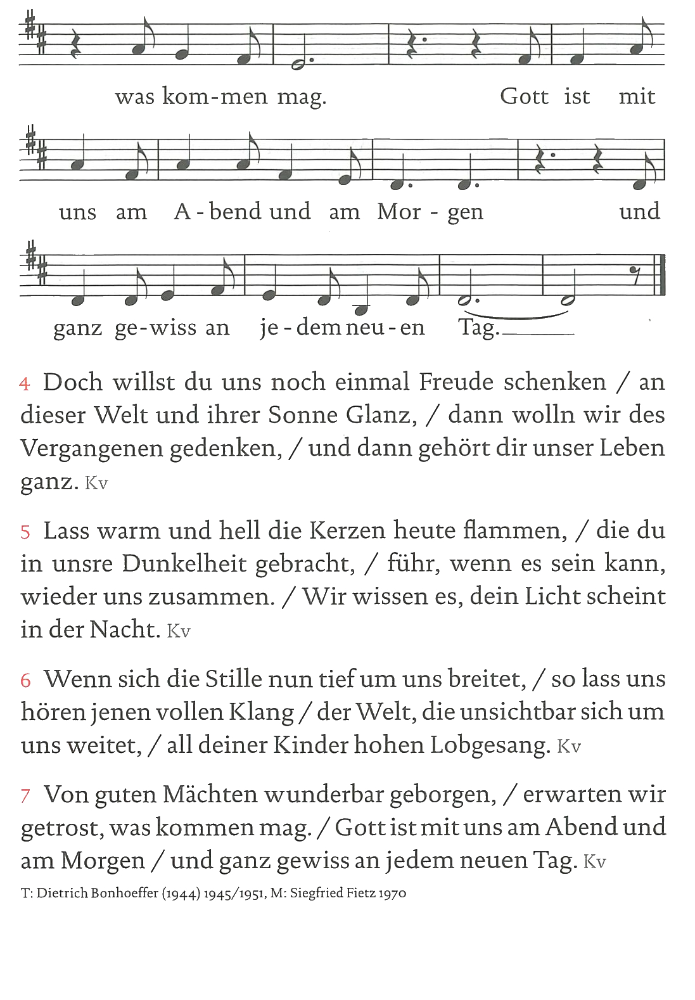 was kom-men mag. Gott ist mit
uns am A-bend und am Mor-gen und
ganz ge-wiss an je-dem neu-en Tag.
4 Doch willst du uns noch einmal Freude schenken / an
dieser Welt und ihrer Sonne Glanz, / dann wolln wir des
Vergangenen gedenken, / und dann gehört dir unser Leben
ganz. Kv
5 Lass warm und hell die Kerzen heute flammen, / die du
in unsre Dunkelheit gebracht, / führ, wenn es sein kann,
wieder uns zusammen. / Wir wissen es, dein Licht scheint
in der Nacht. Kv
6 Wenn sich die Stille nun tief um uns breitet, / so lass uns
hören jenen vollen Klang / der Welt, die unsichtbar sich um
uns weitet, / all deiner Kinder hohen Lobgesang. Kv
7 Von guten Mächten wunderbar geborgen, / erwarten wir
getrost, was kommen mag. / Gott ist mit uns am Abend und
am Morgen / und ganz gewiss an jedem neuen Tag. Kv
T: Dietrich Bonhoeffer (1944) 1945/1951, M: Siegfried Fietz 1970